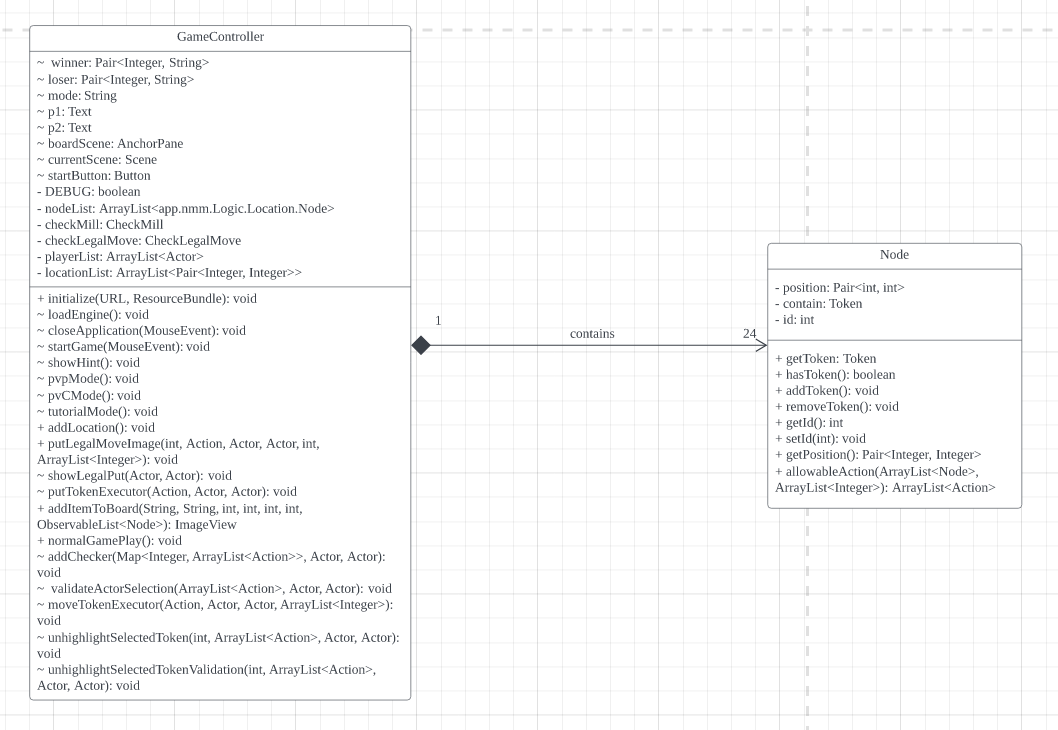 GameController
~  winner: Pair<Integer, String>
~ loser: Pair<Integer, String>
~ mode: String
~ p1: Text
~ p2: Text
~ boardScene: AnchorPane
~ currentScene: Scene
~ startButton: Button
- DEBUG: boolean
- nodeList: ArrayList<app.nmm.Logic.Location.Node>
- checkMill: CheckMill
- checkLegalMove: CheckLegalMove
- playerList: ArrayList<Actor>
- locationList: ArrayList<Pair<Integer, Integer>>
+ initialize(URL, ResourceBundle): void
~ loadEngine(): void
~ closeApplication(MouseEvent): void
~ startGame(MouseEvent): void
~ showHint(): void
~ pvpMode(): void
~ pvCMode(): void
~ tutorialMode(): void
+ addLocation(): void
+ putLegalMoveImage(int, Action, Actor, Actor, int,
ArrayList<Integer>): void
~ showLegalPut(Actor, Actor): void
~ putTokenExecutor(Action, Actor, Actor): void
+ addItemToBoard(String, String, int, int, int, int,
ObservableList<Node>): ImageView
+ normalGamePlay(): void
~ addChecker(Map<Integer, ArrayList<Action>>, Actor, Actor):
void
~  validateActorSelection(ArrayList<Action>, Actor, Actor): void
~ moveTokenExecutor(Action, Actor, Actor, ArrayList<Integer>):
void
~ unhighlightSelectedToken(int, ArrayList<Action>, Actor, Actor):
void
~ unhighlightSelectedTokenValidation(int, ArrayList<Action>,
Actor, Actor): void
1
contains
24
Node
- position: Pair<int, int>
- contain: Token
- id: int
+ getToken: Token
+ hasToken(): boolean
+ addToken(): void
+ removeToken(): void
+ getId(): int
+ setId(int): void
+ getPosition(): Pair<Integer, Integer>
+ allowableAction(ArrayList<Node>,
ArrayList<Integer>): ArrayList<Action>